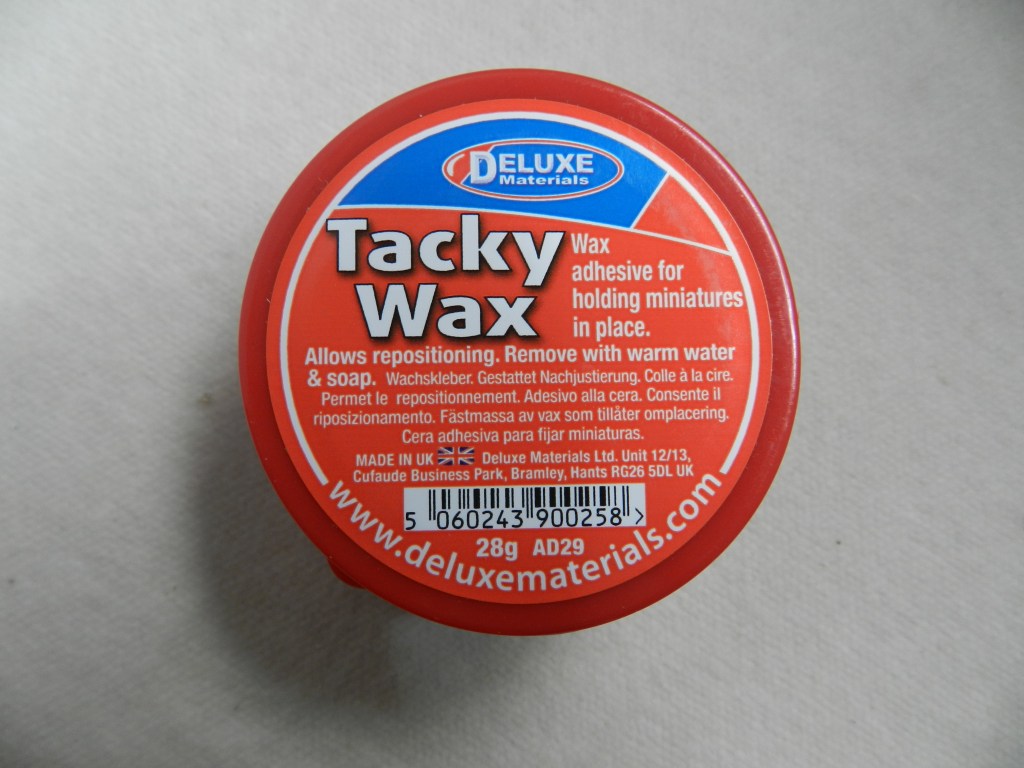 DELUXE
Materials
Tacky
Wax
Wax
adhesive for
holding miniatures
in place.
Allows repositioning. Remove with warm water
& soap. Wachskleber. Gestattet Nachjustierung. Colle à la cire.
Permet le repositionnement. Adesivo alla cera. Consente il
riposizionamento. Fästmassa av vax som tillåter omplacering.
Cera adhesiva para fijar miniaturas.
MADE IN UK Deluxe Materials Ltd. Unit 12/13,
Cufaude Business Park, Bramley, Hants RG26 5DL UK
5 060243 900258 >
28g AD29
www.deluxematerials.com